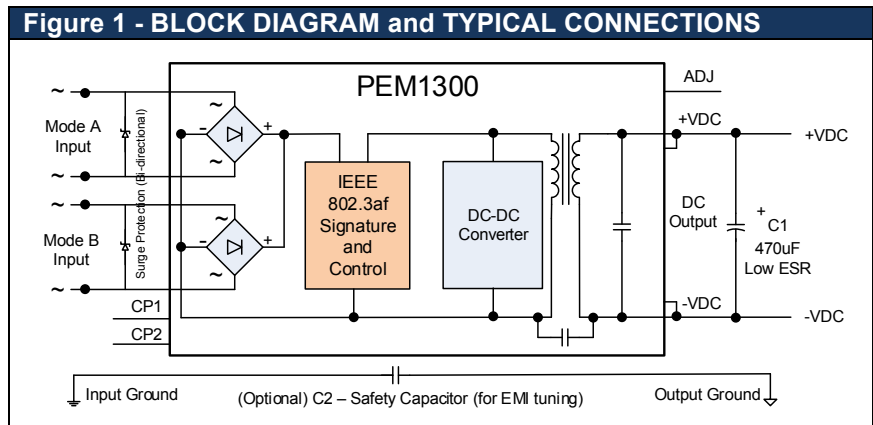 Figure 1 - BLOCK DIAGRAM and TYPICAL CONNECTIONS
PEM1300
ADJ
~
~
+VDC
+VDC
Mode A
Input
Surge Protection (Bi-directional)
-
+
~
~
IEEE
802.3af
Signature
and
Control
DC-DC
Converter
DC
Output
+
C1
470uF
Low ESR
~
~
Mode B
Input
-
+
~
~
CP1
CP2
-VDC
-VDC
Input Ground
(Optional) C2 – Safety Capacitor (for EMI tuning)
Output Ground